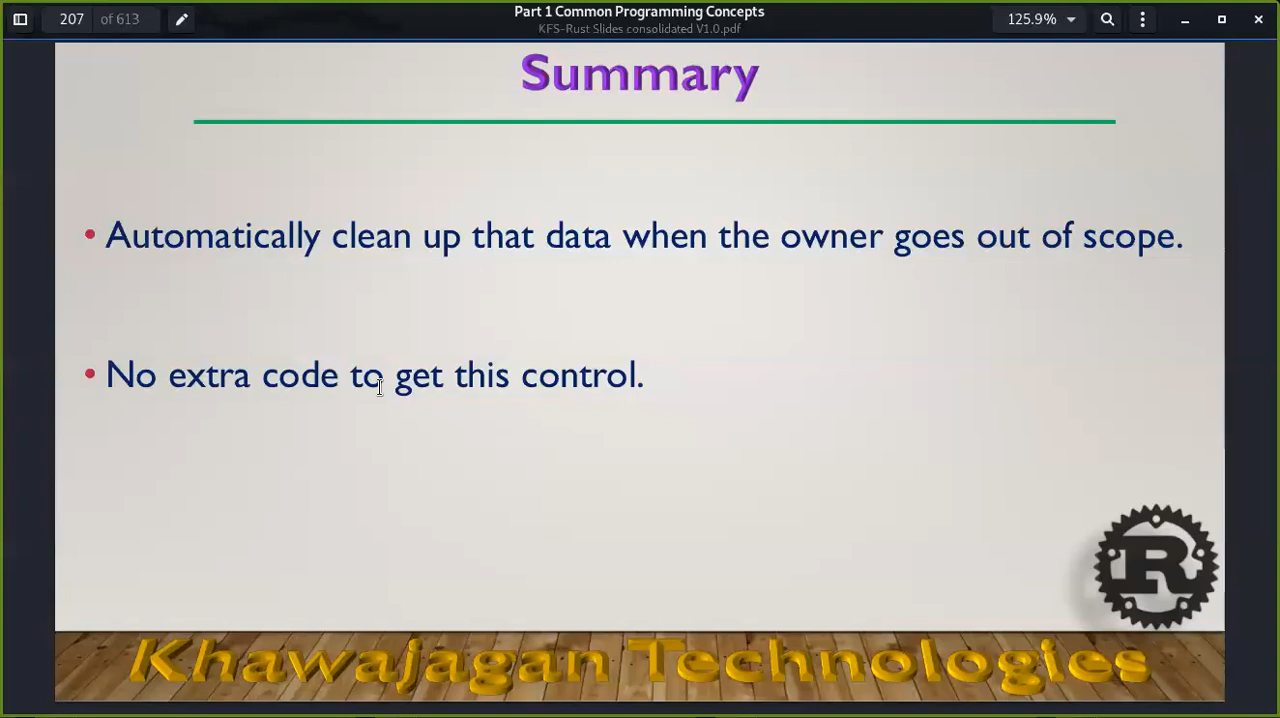 207 of 613
Part 1 Common Programming Concepts
KFS-Rust Slides consolidated V1.0.pdf
125.9%
Summary
• Automatically clean up that data when the owner goes out of scope.
• No extra code to get this control.
R
Khawajagan Technologies